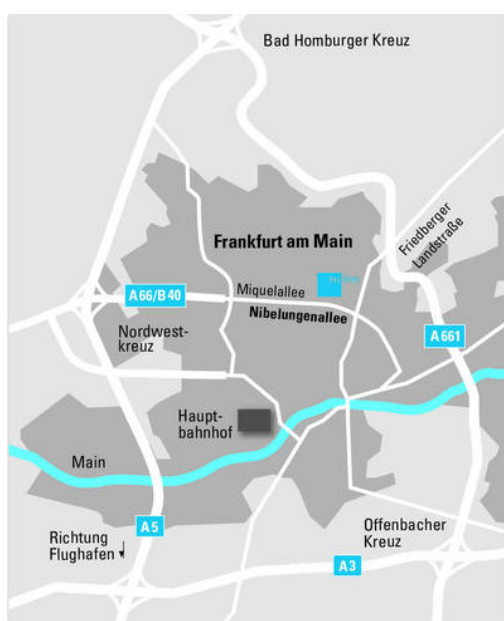 Bad Homburger Kreuz
Friedberger
Landstraße
Frankfurt am Main
A66/B40
Miquelallee
Nibelungenallee
Nordwest-
kreuz
A661
Haupt-
bahnhof
Main
A5
Richtung
Flughafen
Offenbacher
Kreuz
A3